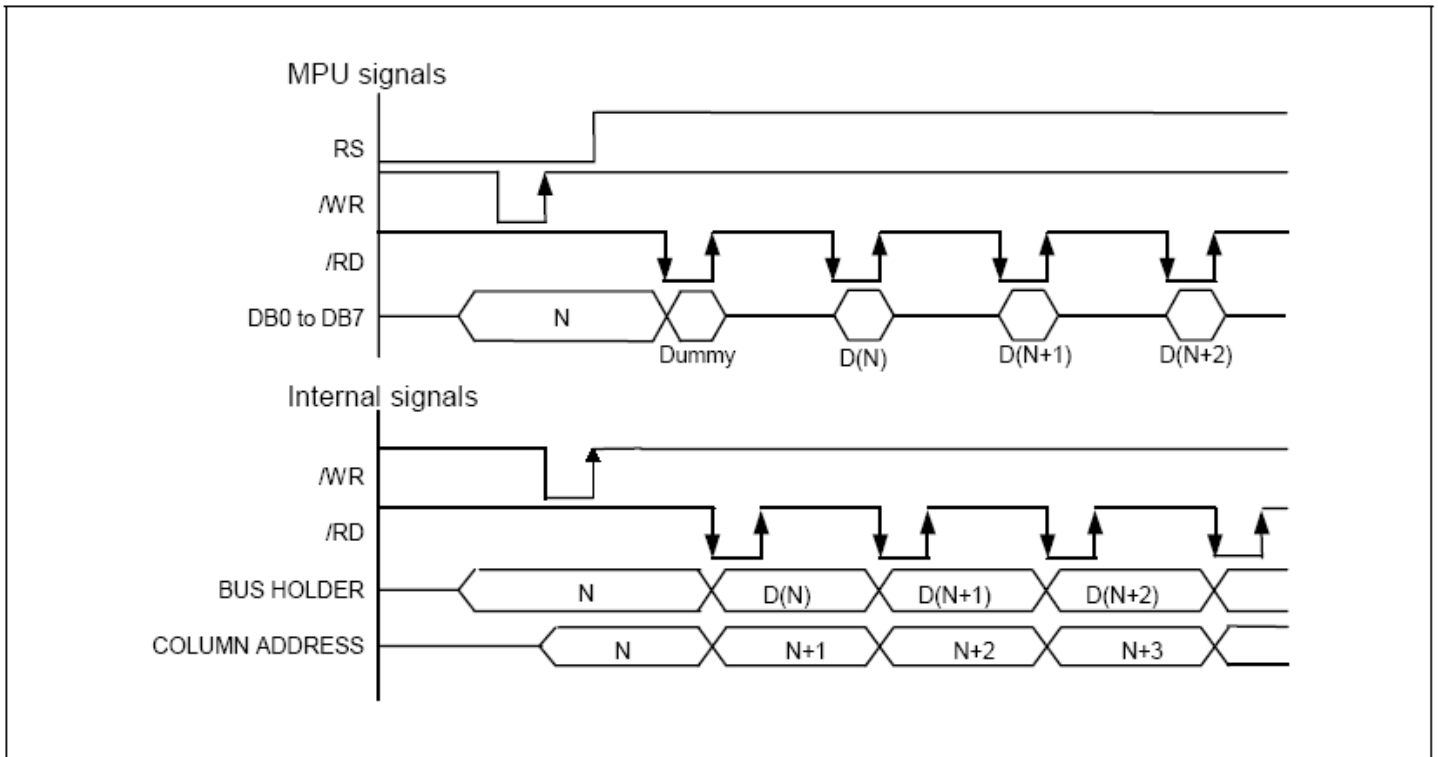 MPU signals
RS
/WR
/RD
DB0 to DB7
N
Dummy
D(N)
D(N+1)
D(N+2)
Internal signals
/WR
/RD
BUS HOLDER
N
D(N)
D(N+1)
D(N+2)
COLUMN ADDRESS
N
N+1
N+2
N+3